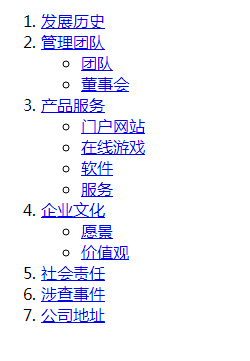 1. 发展历史
2. 管理团队
团队
董事会
3. 产品服务
门户网站
在线游戏
软件
服务
4. 企业文化
愿景
价值观
5. 社会责任
6. 涉查事件
7. 公司地址